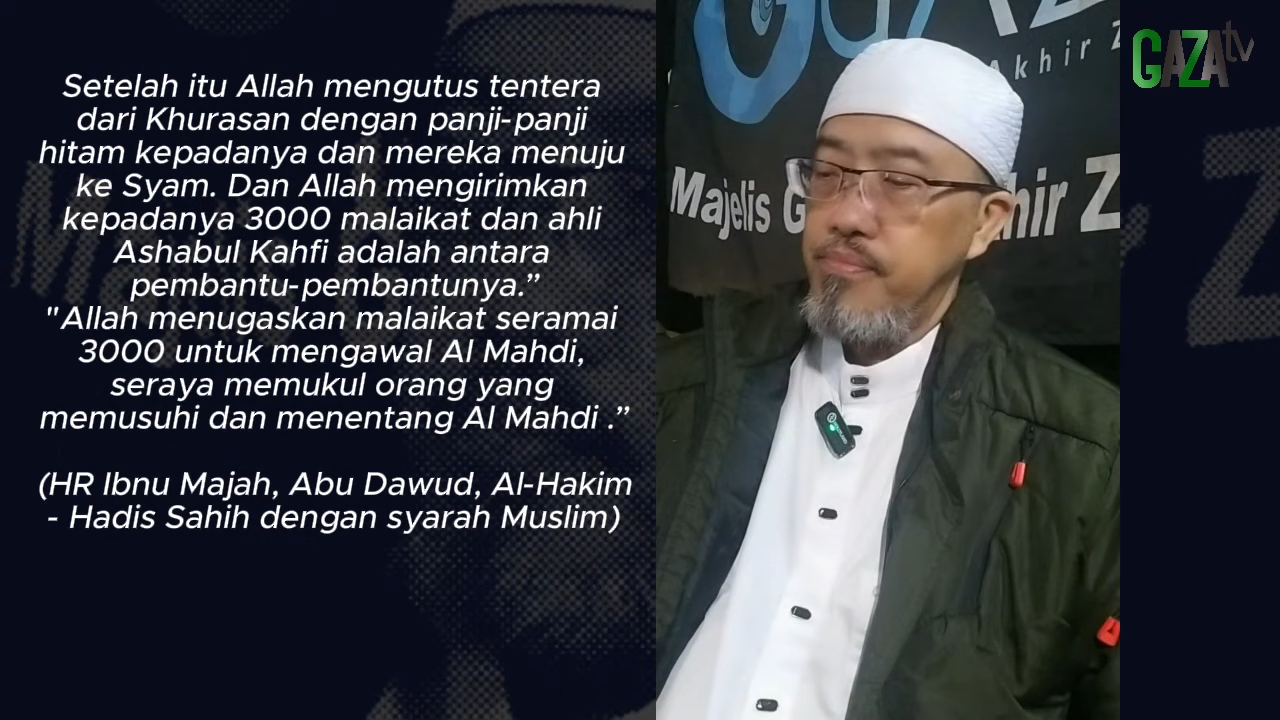 Setelah itu Allah mengutus tentera
dari Khurasan dengan panji-panji
hitam kepadanya dan mereka menuju
ke Syam. Dan Allah mengirimkan
kepadanya 3000 malaikat dan ahli
Ashabul Kahfi adalah antara
pembantu-pembantunya.”
"Allah menugaskan malaikat seramai
3000 untuk mengawal Al Mahdi,
seraya memukul orang yang
memusuhi dan menentang Al Mahdi .”
(HR Ibnu Majah, Abu Dawud, Al-Hakim
- Hadis Sahih dengan syarah Muslim)
GAZA tv
Akhir Z
Majelis G hir Z